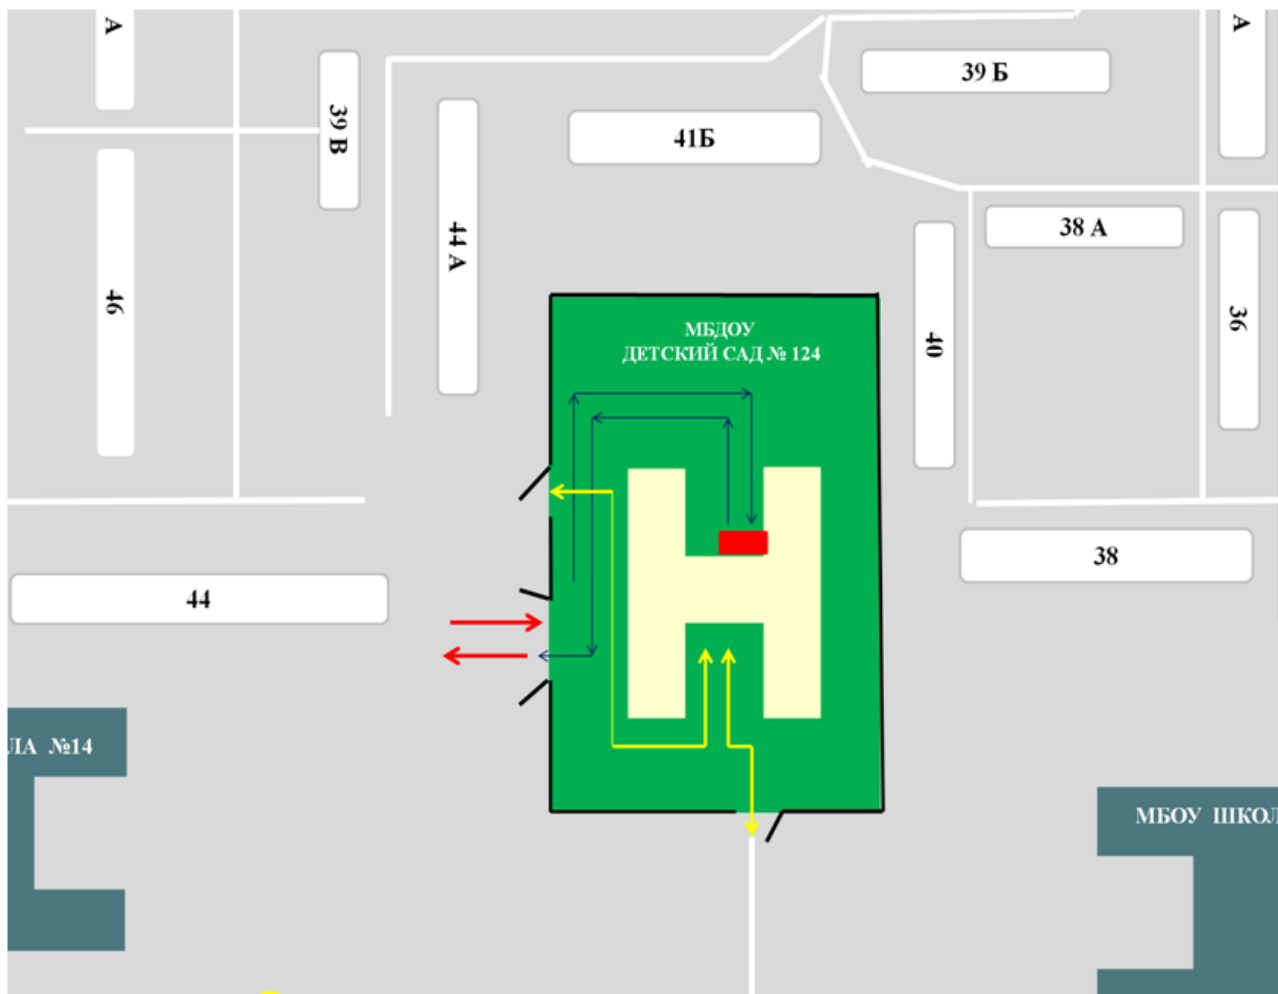 А
А
39 Б
39 В
41Б
38 А
44 А
46
36
40
МБДОУ
ДЕТСКИЙ САД № 124
38
44
ЛА №14
МБОУ ШКОЛ